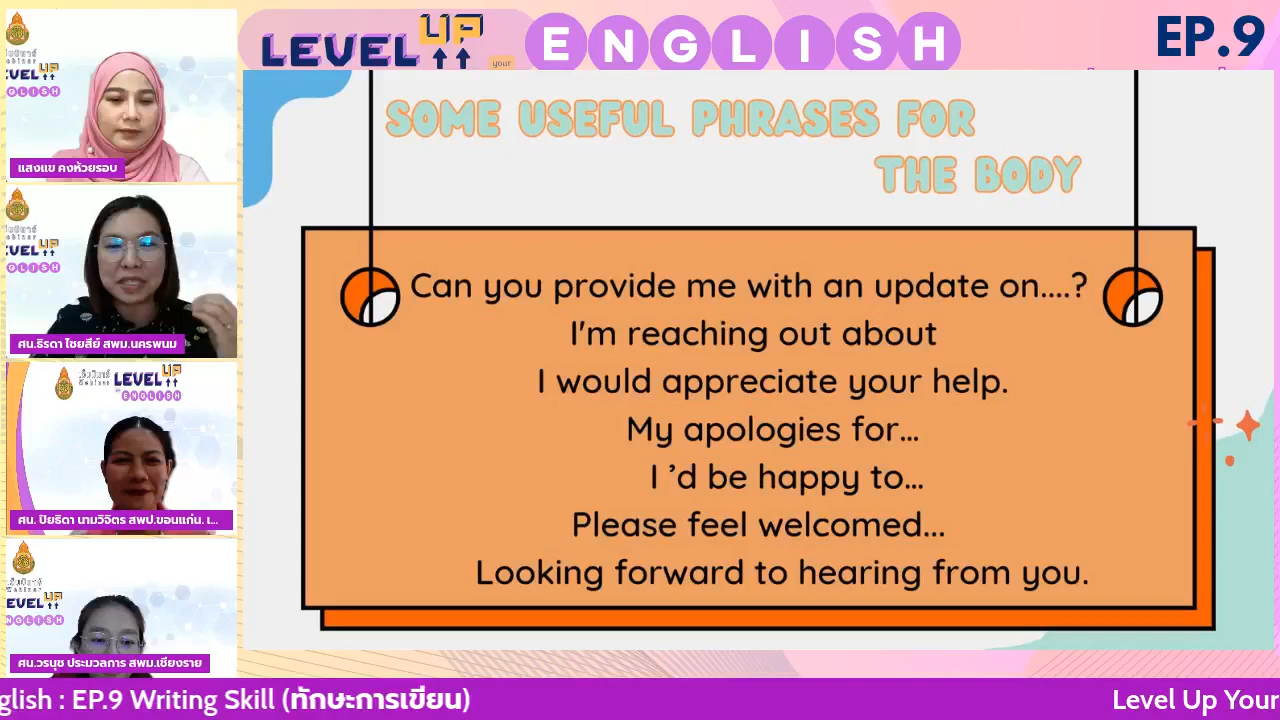 LEVEL UP
your
ENGLISH
EP.9
SOME USEFUL PHRASES FOR
THE BODY
Can you provide me with an update on....?
I'm reaching out about
I would appreciate your help.
My apologies for...
I 'd be happy to...
Please feel welcomed...
Looking forward to hearing from you.
แสงแข คงห้วยรอบ
ศน.ธิรดา ไชยสีย์ สพม.นครพนม
LEVEL UP
ENGLISH
ศน. ปิยธิดา นามวิจิตร สพป.ขอนแก่น. เ...
ศน.วรนุช ประมวลการ สพม.เชียงราย
glish : EP.9 Writing Skill (ทักษะการเขียน)
Level Up Your